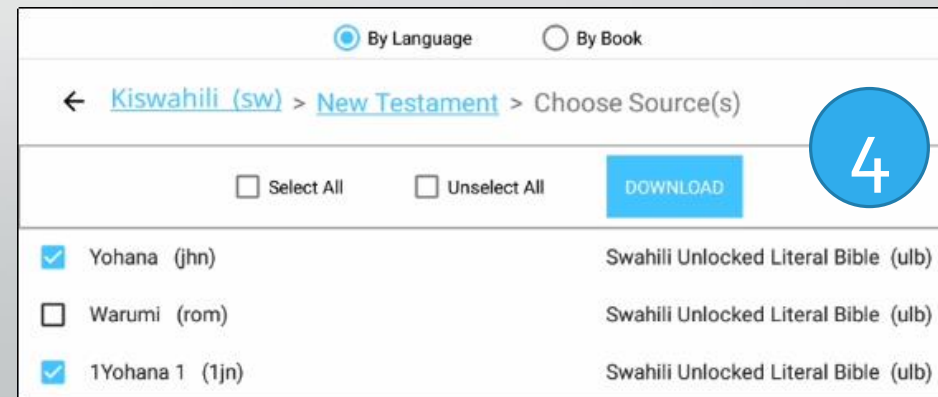 By Language By Book
← Kiswahili (sw) > New Testament > Choose Source(s)
4
Select All Unselect All DOWNLOAD
Yohana (jhn) Swahili Unlocked Literal Bible (ulb)
Warumi (rom) Swahili Unlocked Literal Bible (ulb)
1Yohana 1 (1jn) Swahili Unlocked Literal Bible (ulb)